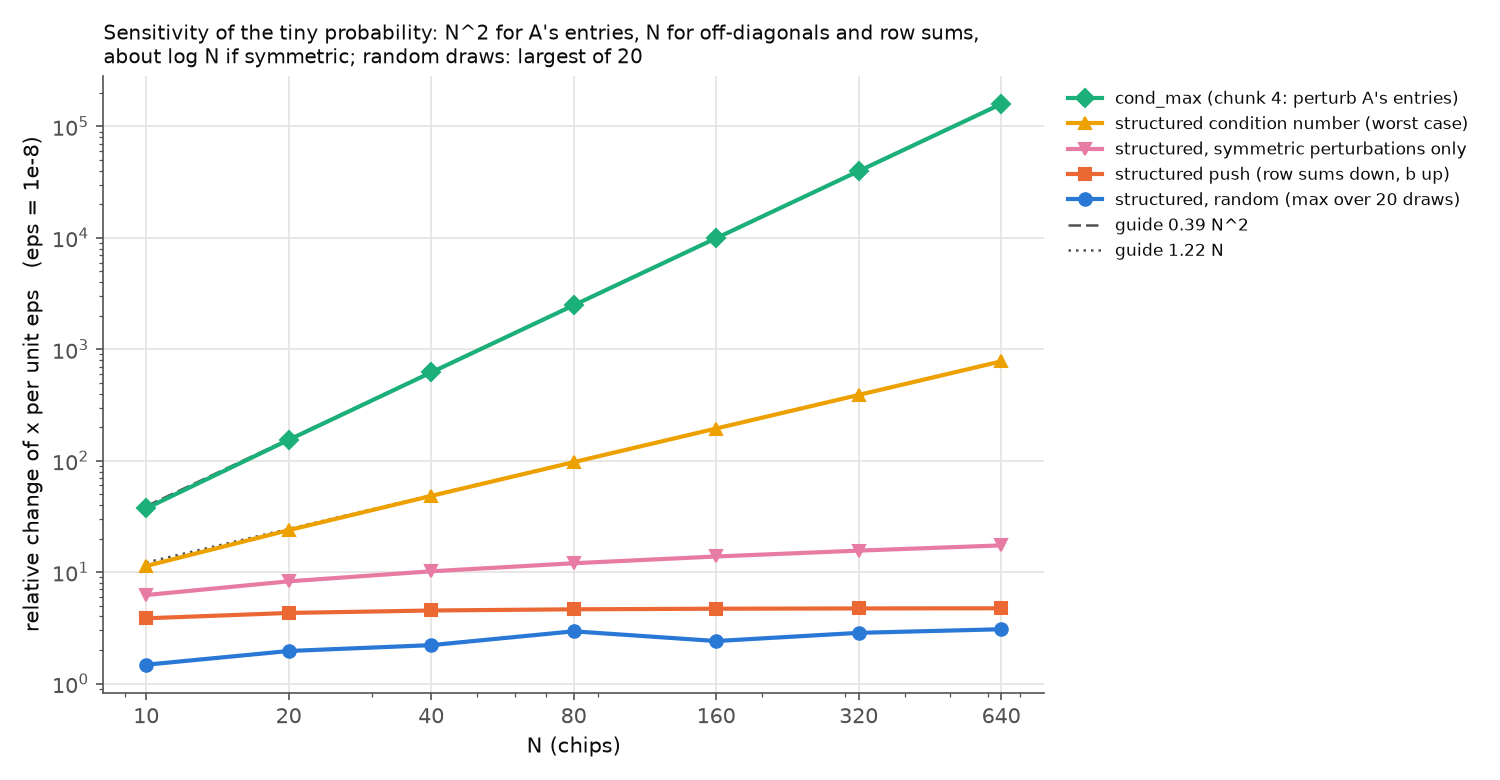 Sensitivity of the tiny probability: N^2 for A's entries, N for off-diagonals and row sums,
about log N if symmetric; random draws: largest of 20
relative change of x per unit eps   (eps = 1e-8)
10^5
10^4
10^3
10^2
10^1
10^0
10
20
40
80
160
320
640
N (chips)
cond_max (chunk 4: perturb A's entries)
structured condition number (worst case)
structured, symmetric perturbations only
structured push (row sums down, b up)
structured, random (max over 20 draws)
guide 0.39 N^2
guide 1.22 N